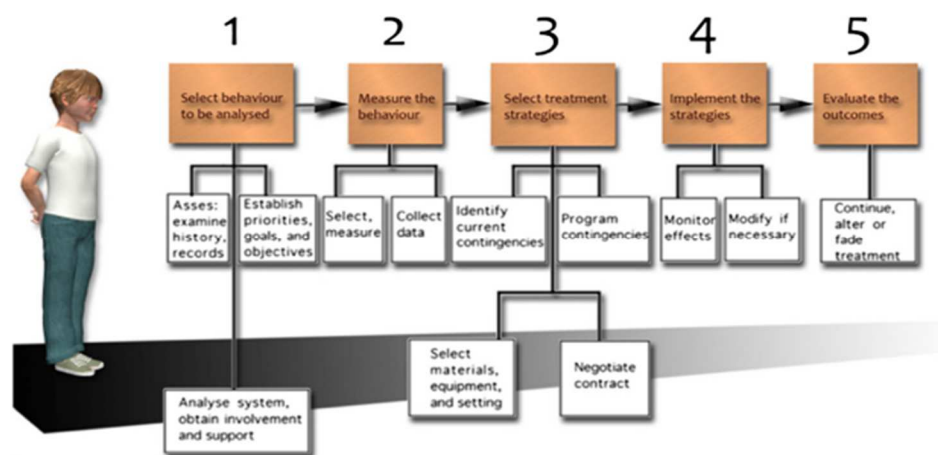 1
2
3
4
5
Select behaviour
to be analysed
Measure the
behaviour
Select treatment
strategies
Implement the
strategies
Evaluate the
outcomes
Asses:
examine
history,
records
Establish
priorities,
goals, and
objectives
Select,
measure
Collect
data
Identify
current
contingencies
Program
contingencies
Monitor
effects
Modify if
necessary
Continue,
alter or
fade
treatment
Analyse system,
obtain involvement
and support
Select
materials,
equipment,
and setting
Negotiate
contract